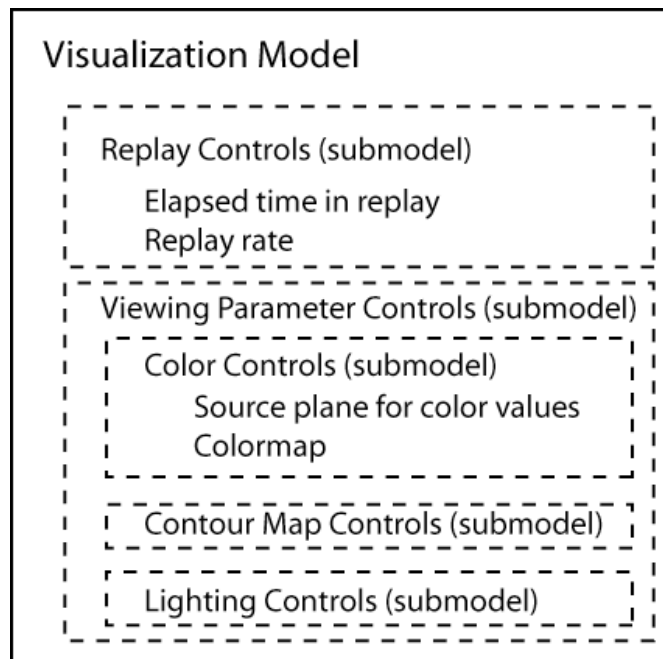 Visualization Model
Replay Controls (submodel)
Elapsed time in replay
Replay rate
Viewing Parameter Controls (submodel)
Color Controls (submodel)
Source plane for color values
Colormap
Contour Map Controls (submodel)
Lighting Controls (submodel)